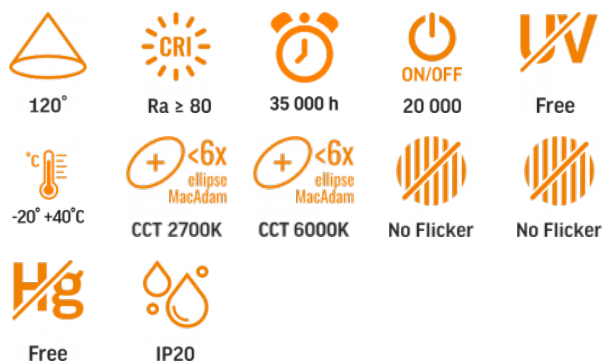 CRI
ON/OFF
UV
120°
Ra ≥ 80
35 000 h
20 000
Free
°C
<6x
ellipse
MacAdam
<6x
ellipse
MacAdam
-20° +40°C
CCT 2700K
CCT 6000K
No Flicker
No Flicker
Hg
Free
IP20